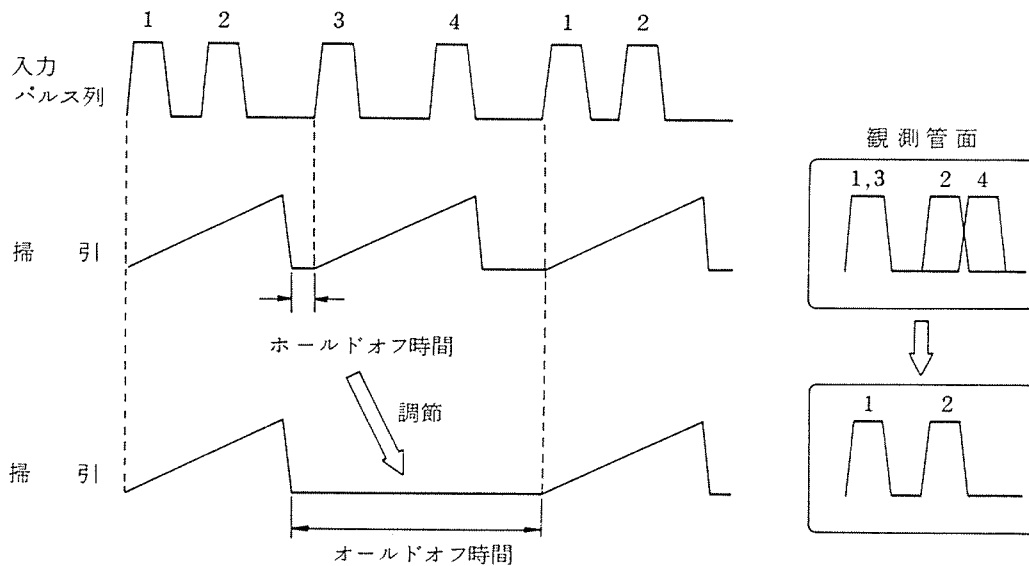 1 2 3 4 1 2
入力
パルス列
観測管面
1,3 2 4
掃 引
ホールドオフ時間
調節
1 2
掃 引
オールドオフ時間